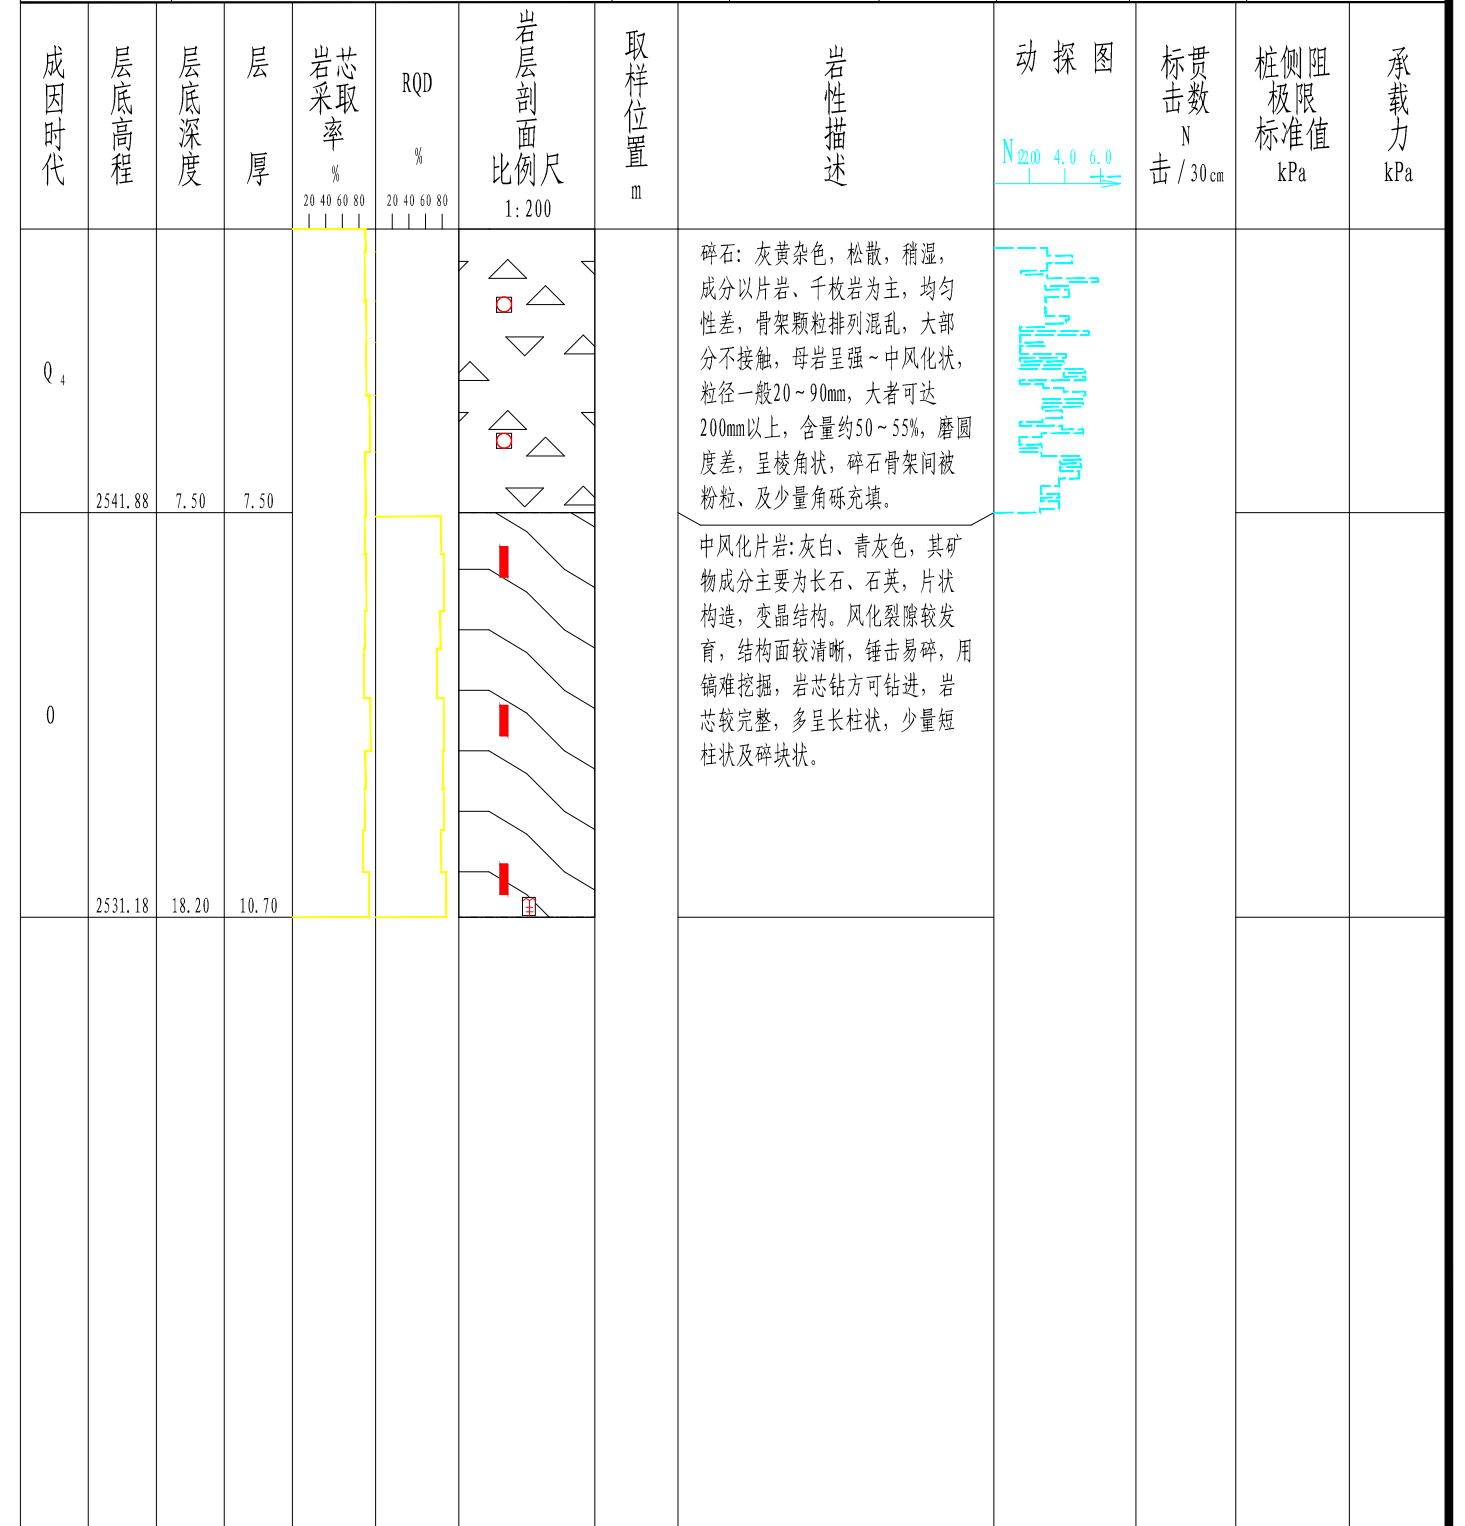 成因时代
层底高程
层底深度
层厚
岩芯
采取
率
%
20 40 60 80
RQD
%
20 40 60 80
岩层剖面
比例尺
1:200
取样位置
m
岩性描述
动探图
4.0 6.0
标贯
击数
N
击/30cm
桩侧阻
极限
标准值
kPa
承载力
kPa
Q4
2541.88 7.50 7.50
碎石：灰黄杂色，松散，稍湿，
成分以片岩、千枚岩为主，均匀
性差，骨架颗粒排列混乱，大部
分不接触，母岩呈强~中风化状，
粒径一般20~90mm，大者可达
200mm以上，含量约50~55%，磨圆
度差，呈棱角状，碎石骨架间被
粉粒、及少量角砾充填。
O
2531.18 18.20 10.70
中风化片岩:灰白、青灰色，其矿
物成分主要为长石、石英，片状
构造，变晶结构。风化裂隙较发
育，结构面较清晰，锤击易碎，用
镐难挖掘，岩芯钻方可钻进，岩
芯较完整，多呈长柱状，少量短
柱状及碎块状。